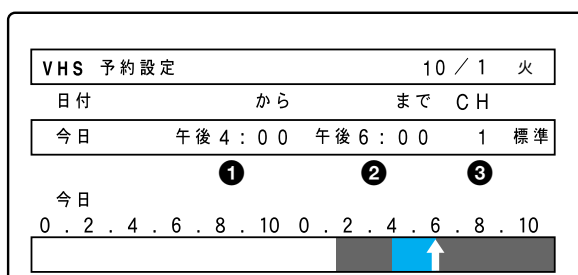 VHS 予約設定 10／1 火
日付 から まで CH
今日 午後4：00 午後6：00 1 標準
❶ ❷ ❸
今日
0 . 2 . 4 . 6 . 8 . 10 0 . 2 . 4 . 6 . 8 . 10